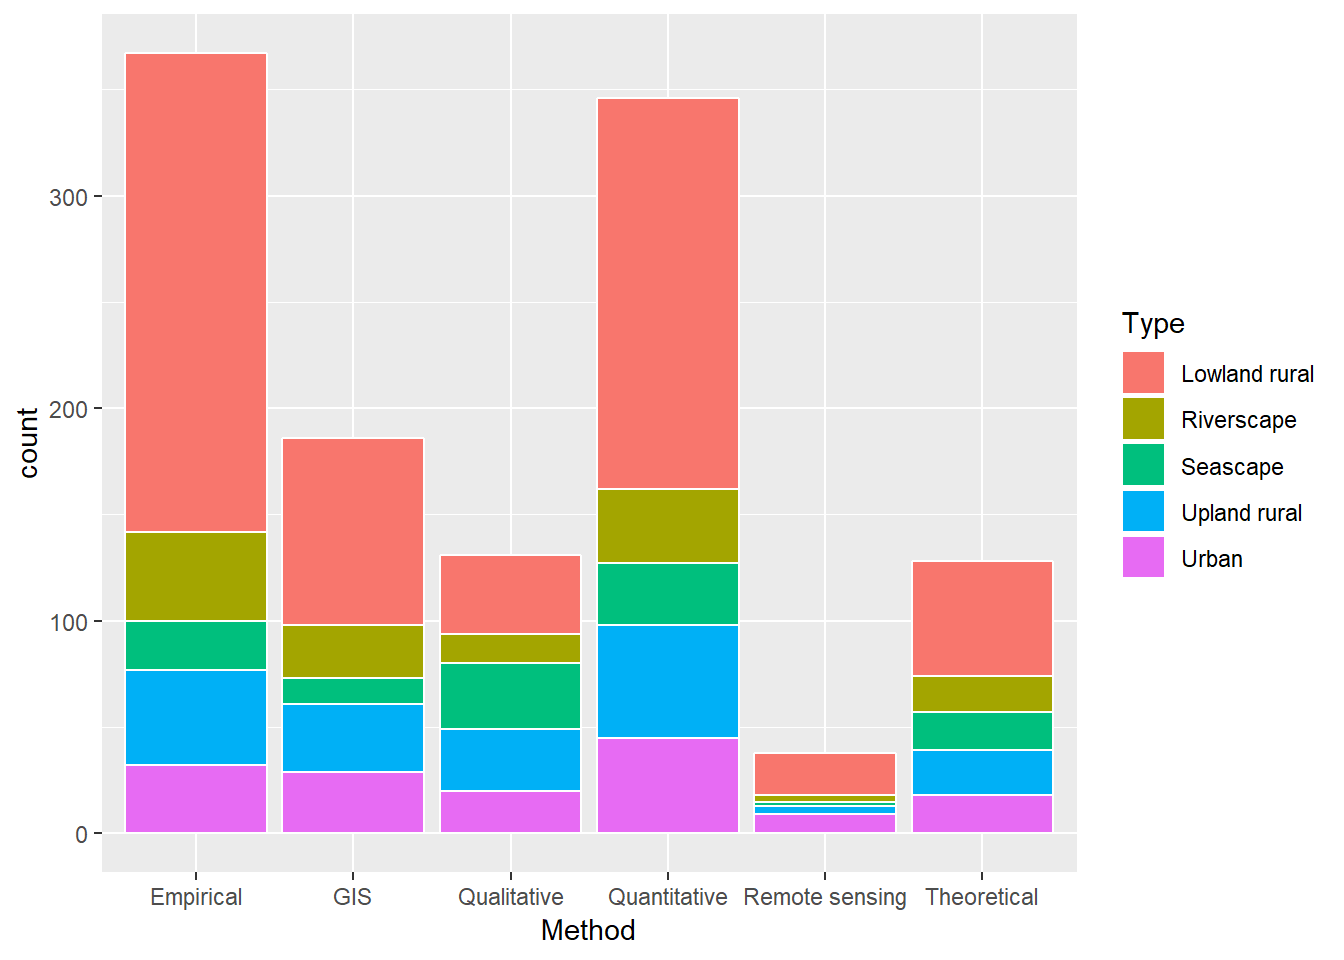 300
200
100
0
count
Empirical GIS Qualitative Quantitative Remote sensing Theoretical
Method
Type
Lowland rural
Riverscape
Seascape
Upland rural
Urban